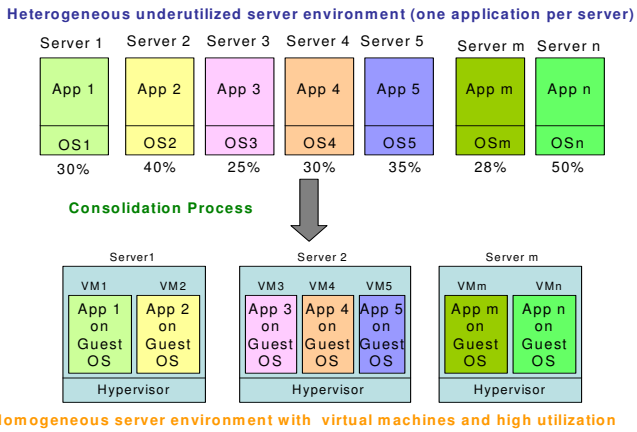 Heterogeneous underutilized server environment (one application per server)
Server 1 Server 2 Server 3 Server 4 Server 5 Server m Server n
App 1 App 2 App 3 App 4 App 5 App m App n
OS1 OS2 OS3 OS4 OS5 OSm OSn
30% 40% 25% 30% 35% 28% 50%
Consolidation Process
Server1 Server 2 Server m
VM1 VM2 VM3 VM4 VM5 VMm VMn
App 1 App 2 App 3 App 4 App 5 App m App n
on on on on on on on
Guest Guest Guest Guest Guest Guest Guest
OS OS OS OS OS OS OS
Hypervisor Hypervisor Hypervisor
omogeneous server environment with virtual machines and high utilization